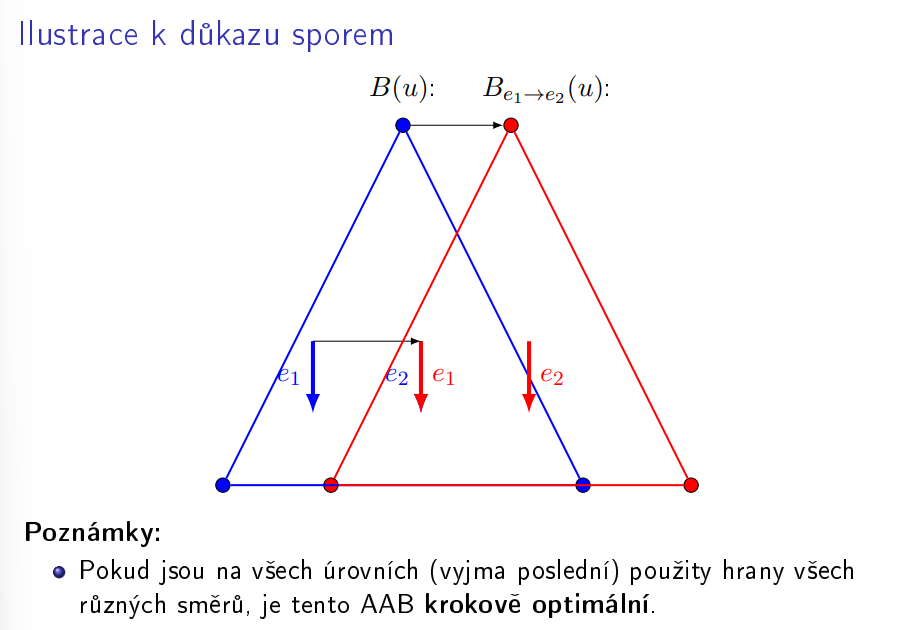 Ilustrace k důkazu sporem
B(u): B_{e_1→e_2}(u):
e_1 e_2 e_1 e_2
Poznámky:
Pokud jsou na všech úrovních (vyjma poslední) použity hrany všech
různých směrů, je tento AAB krokově optimální.